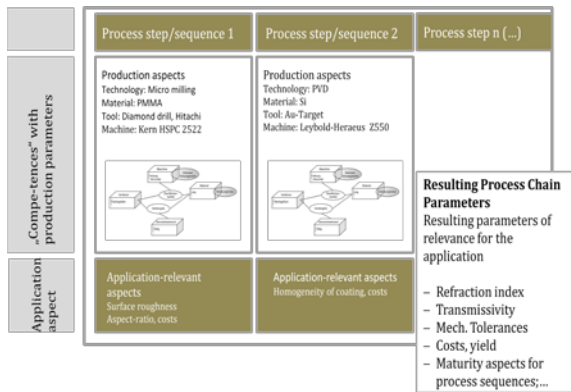 Process step/sequence 1
Process step/sequence 2
Process step n (...)
„Compe-tences“ with
production parameters
Production aspects
Technology: Micro milling
Material: PMMA
Tool: Diamond drill, Hitachi
Machine: Kern HSPC 2522
Production aspects
Technology: PVD
Material: Si
Tool: Au-Target
Machine: Leybold-Heraeus Z550
Application
aspect
Application-relevant
aspects
Surface roughness
Aspect-ratio, costs
Application-relevant aspects
Homogeneity of coating, costs
Resulting Process Chain
Parameters
Resulting parameters of
relevance for the
application
– Refraction index
– Transmissivity
– Mech. Tolerances
– Costs, yield
– Maturity aspects for
process sequences;...